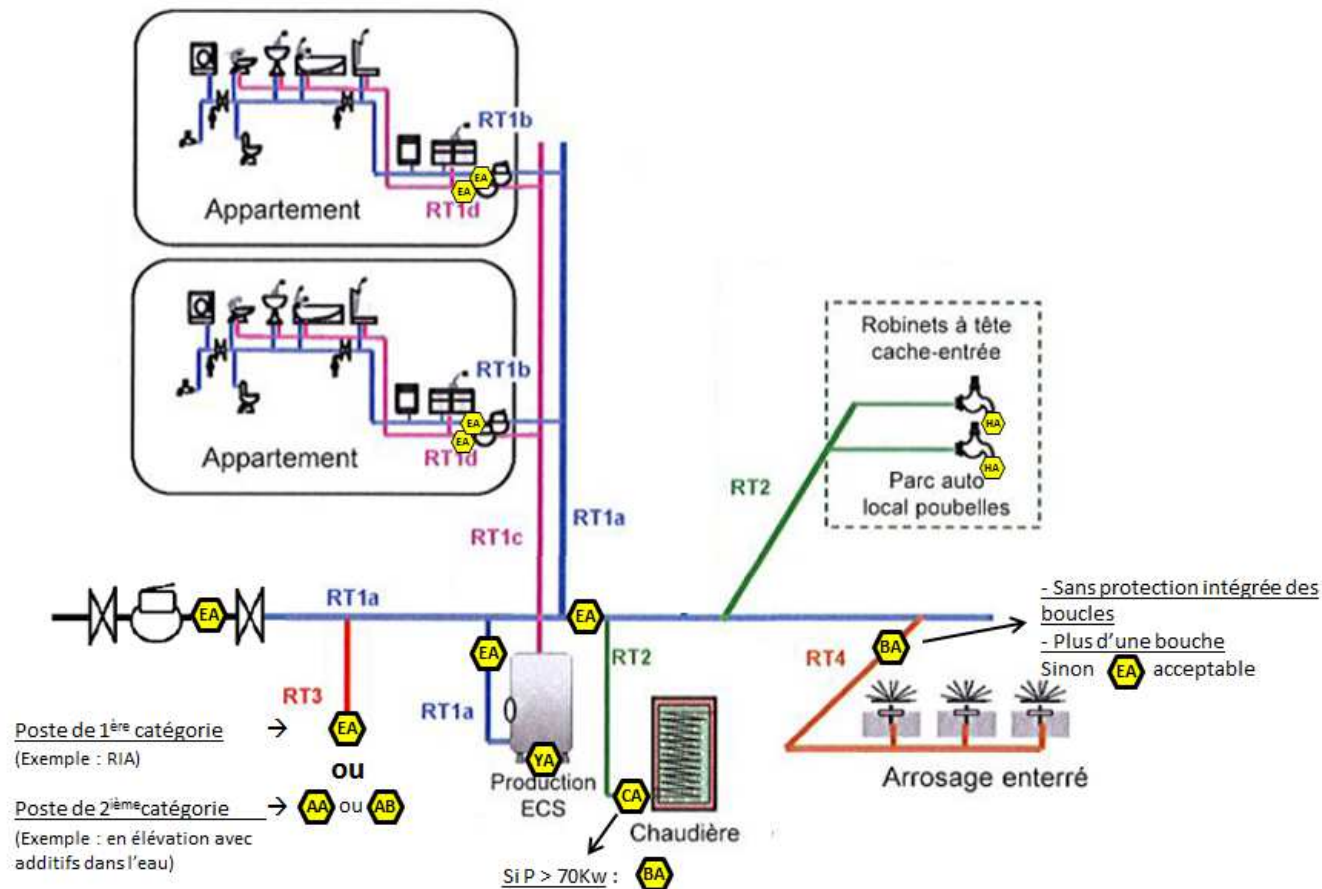 RT1b
EA
EA
Appartement
RT1d
RT1b
EA
EA
Appartement
RT1d
Robinets à tête
cache-entrée
HA
HA
Parc auto
local poubelles
RT2
RT1c
RT1a
EA
RT1a
EA
- Sans protection intégrée des
boucles
- Plus d'une bouche
Sinon EA acceptable
BA
RT4
EA
RT2
RT3
RT1a
Poste de 1ère catégorie → EA
(Exemple : RIA)
ou
Poste de 2ième catégorie → AA ou AB
(Exemple : en élévation avec
additifs dans l'eau)
YA
Production
ECS
CA
Chaudière
Arrosage enterré
Si P > 70Kw : BA